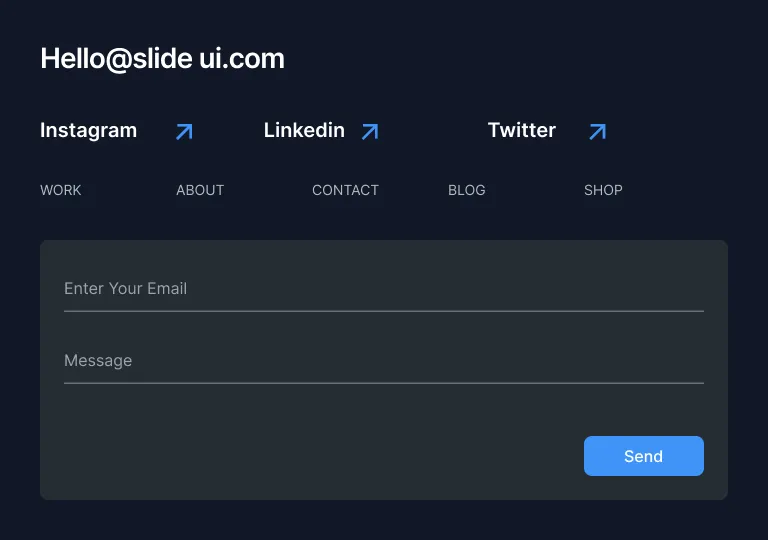 Hello@slide ui.com
Instagram Linkedin Twitter
WORK ABOUT CONTACT BLOG SHOP
Enter Your Email
Message
Send